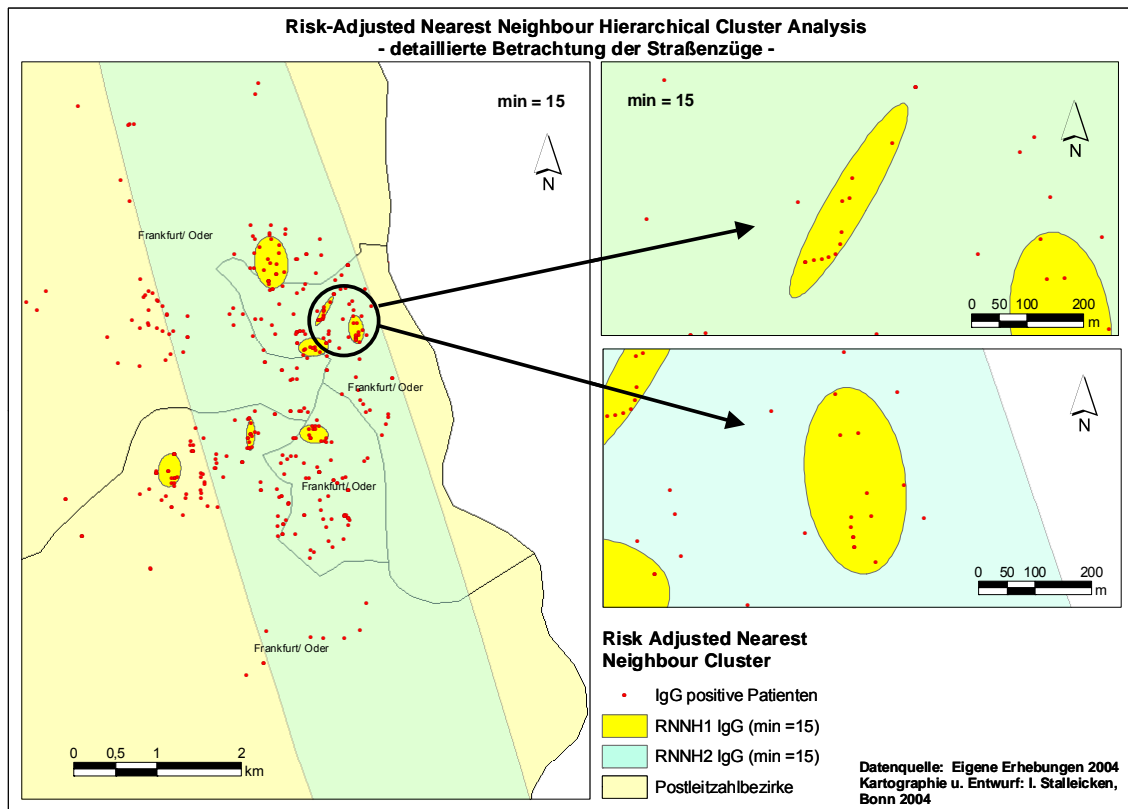 Risk-Adjusted Nearest Neighbour Hierarchical Cluster Analysis
- detaillierte Betrachtung der Straßenzüge -
min = 15
N
Frankfurt/ Oder
Frankfurt/ Oder
Frankfurt/ Oder
Frankfurt/ Oder
0 0,5 1 2
km
min = 15
N
0 50 100 200
m
N
0 50 100 200
m
Risk Adjusted Nearest
Neighbour Cluster
IgG positive Patienten
RNNH1 IgG (min =15)
RNNH2 IgG (min =15)
Postleitzahlbezirke
Datenquelle: Eigene Erhebungen 2004
Kartographie u. Entwurf: I. Stalleicken,
Bonn 2004